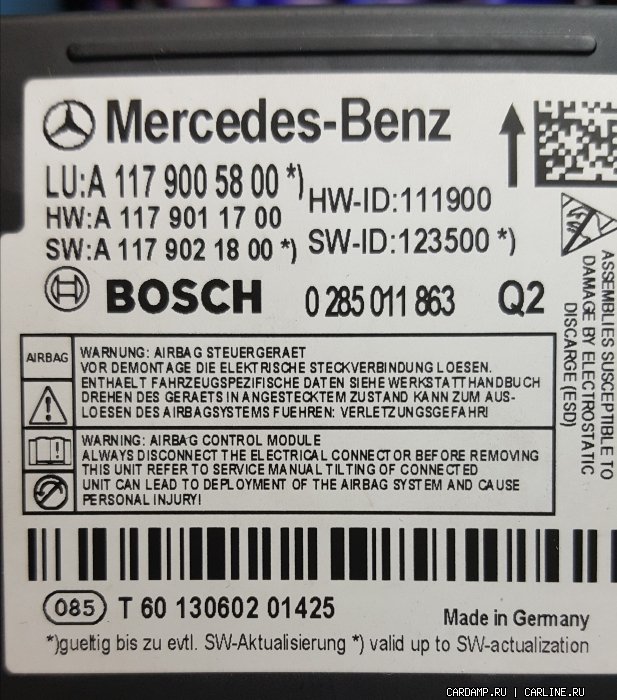 Mercedes-Benz
LU:A 117 900 58 00 *)
HW-ID:111900
HW:A 117 901 17 00
SW:A 117 902 18 00 *)
SW-ID:123500 *)
BOSCH 0 285 011 863 Q2
AIRBAG
WARNUNG: AIRBAG STEUERGERAET
VOR DEMONTAGE DIE ELEKTRISCHE STECKVERBINDUNG LOESEN.
ENTHAELT FAHRZEUGSPEZIFISCHE DATEN SIEHE WERKSTATTHANDBUCH
DREHEN DES GERAETS IN ANGESTECKTEM ZUSTAND KANN ZUM AUS-
LOESEN DES AIRBAGSYSTEMS FUEHREN: VERLETZUNGSGEFAHR!
WARNING: AIRBAG CONTROL MODULE
ALWAYS DISCONNECT THE ELECTRICAL CONNECTOR BEFORE REMOVING
THIS UNIT REFER TO SERVICE MANUAL TILTING OF CONNECTED
UNIT CAN LEAD TO DEPLOYMENT OF THE AIRBAG SYSTEM AND CAUSE
PERSONAL INJURY!
ASSEMBLIES SUSCEPTIBLE TO
DAMAGE BY ELECTROSTATIC
DISCARGE (ESD)
085 T 60 130602 01425
Made in Germany
*)gueltig bis zu evtl. SW-Aktualisierung *) valid up to SW-actualization
CARDAMP.RU | CARLINE.RU